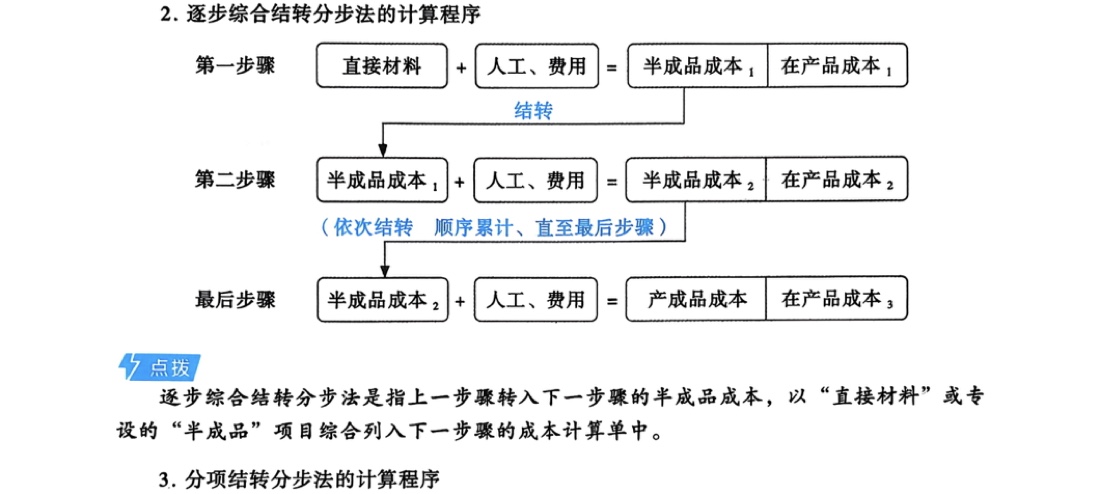 2. 逐步综合结转分步法的计算程序
第一步骤 直接材料 + 人工、费用 = 半成品成本1 在产品成本1
结转
第二步骤 半成品成本1 + 人工、费用 = 半成品成本2 在产品成本2
(依次结转 顺序累计、直至最后步骤)
最后步骤 半成品成本2 + 人工、费用 = 产成品成本 在产品成本3
点拨
逐步综合结转分步法是指上一步骤转入下一步骤的半成品成本，以“直接材料”或专
设的“半成品”项目综合列入下一步骤的成本计算单中。
3. 分项结转分步法的计算程序